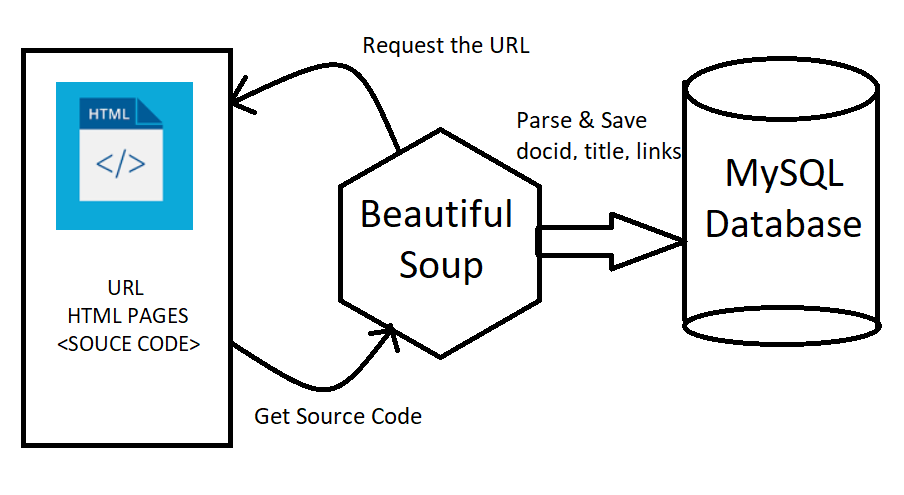 Request the URL
HTML
</>
Parse & Save
docid, title, links
MySQL
Database
Beautiful
Soup
URL
HTML PAGES
<SOUCE CODE>
Get Source Code